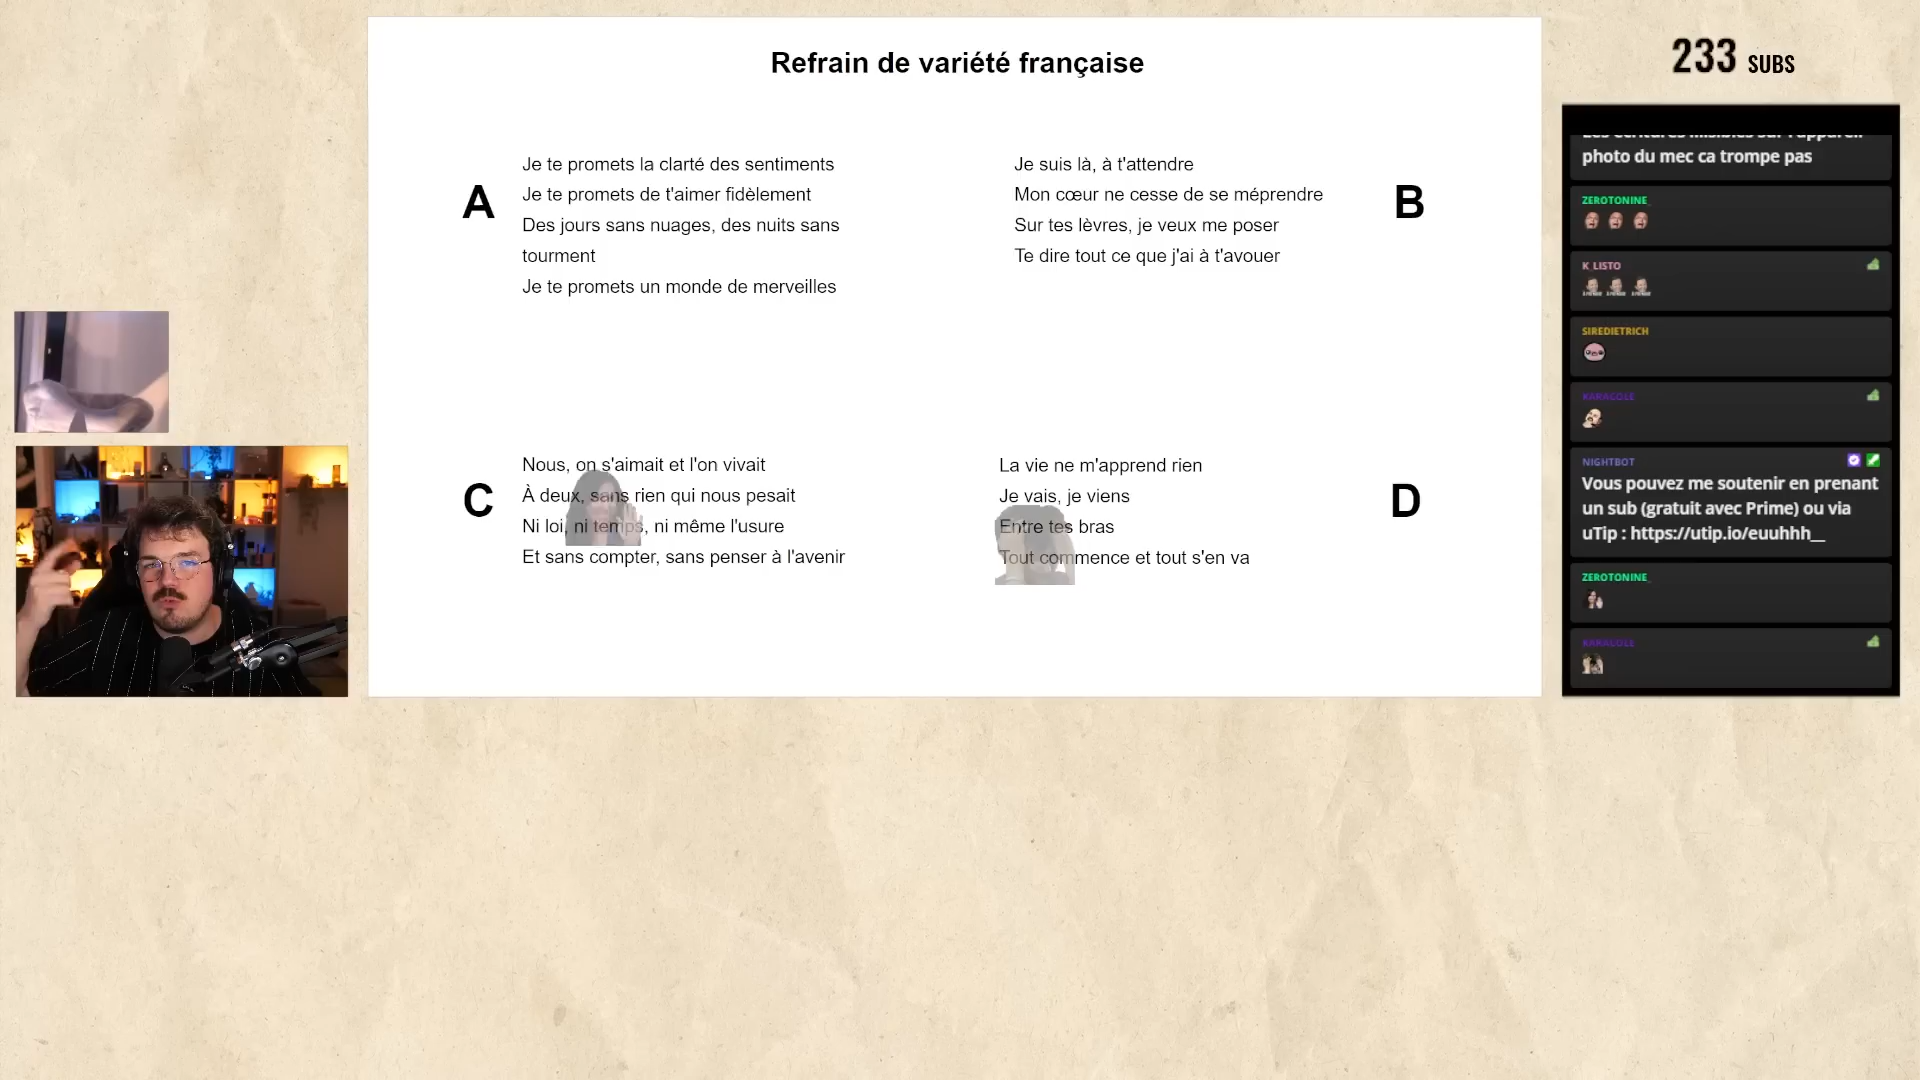 Refrain de variété française
A
Je te promets la clarté des sentiments
Je te promets de t'aimer fidèlement
Des jours sans nuages, des nuits sans
tourment
Je te promets un monde de merveilles
Je suis là, à t'attendre
Mon cœur ne cesse de se méprendre
Sur tes lèvres, je veux me poser
Te dire tout ce que j'ai à t'avouer
B
C
Nous, on s'aimait et l'on vivait
À deux, sans rien qui nous pesait
Ni loi, ni temps, ni même l'usure
Et sans compter, sans penser à l'avenir
La vie ne m'apprend rien
Je vais, je viens
Entre tes bras
Tout commence et tout s'en va
D
233 SUBS
photo du mec ca trompe pas
ZEROTONINE_
K_LISTO
SIREDIETRICH
KARACOLE
NIGHTBOT
Vous pouvez me soutenir en prenant
un sub (gratuit avec Prime) ou via
uTip : https://utip.io/euuhhh__
ZEROTONINE_
KARACOLE